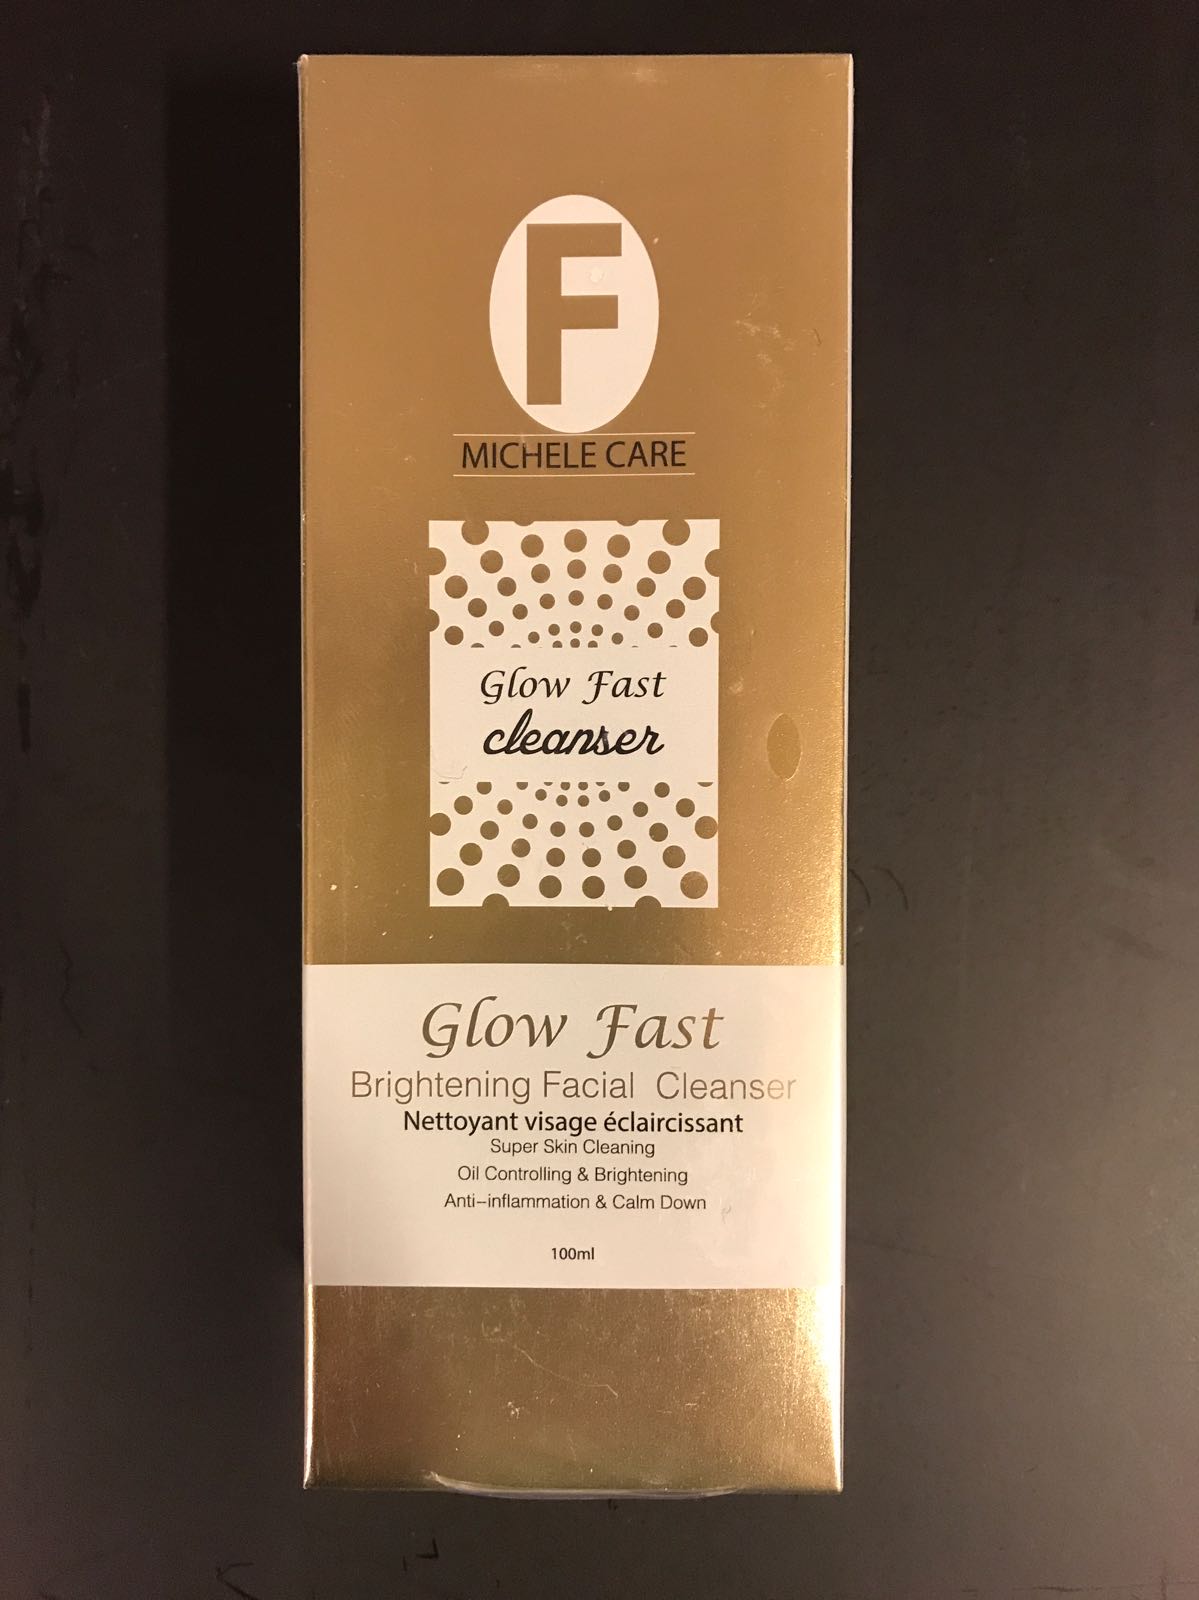 F
MICHELE CARE
Glow Fast
cleanser
Glow Fast
Brightening Facial Cleanser
Nettoyant visage éclaircissant
Super Skin Cleaning
Oil Controlling & Brightening
Anti-inflammation & Calm Down
100ml